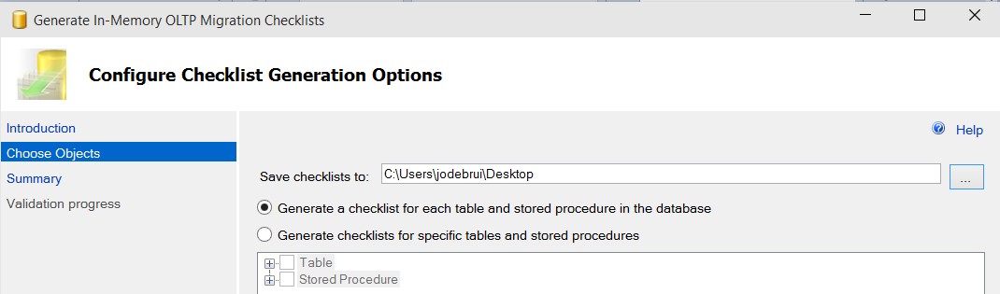 Generate In-Memory OLTP Migration Checklists
Configure Checklist Generation Options
Introduction
Choose Objects
Summary
Validation progress
Help
Save checklists to:
C:\Users\jodebrui\Desktop
...
Generate a checklist for each table and stored procedure in the database
Generate checklists for specific tables and stored procedures
Table
Stored Procedure